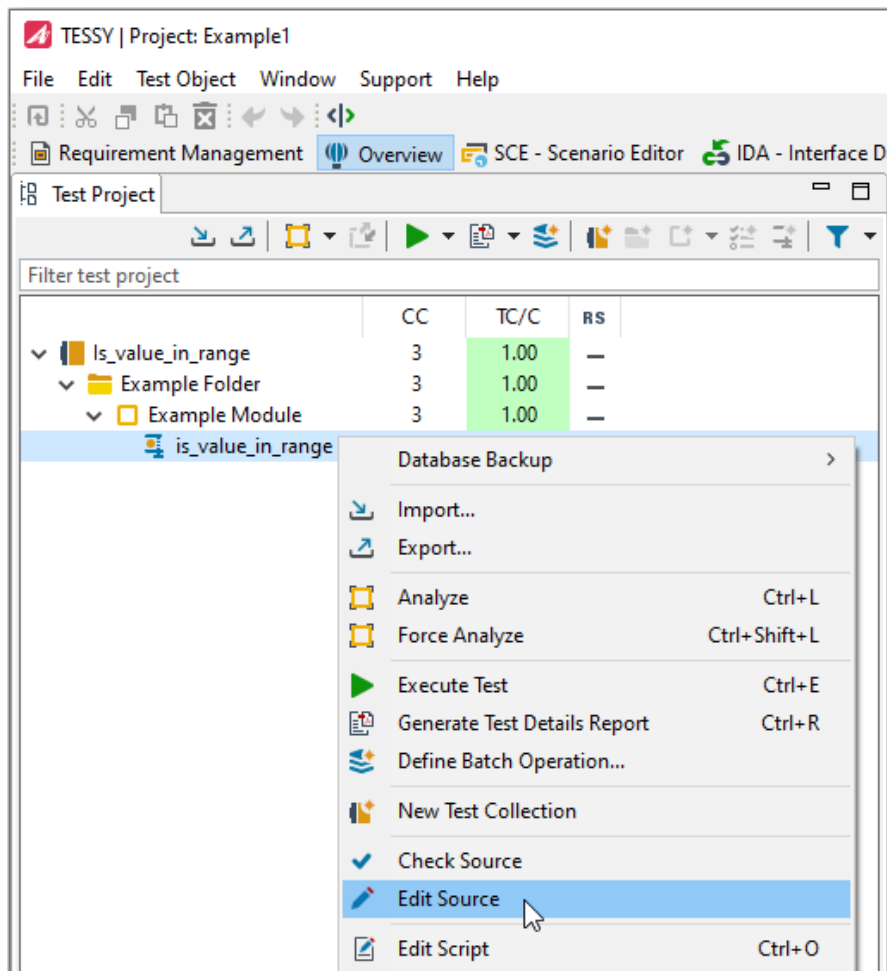 TESSY | Project: Example1
File Edit Test Object Window Support Help
Requirement Management Overview SCE - Scenario Editor IDA - Interface D
Test Project
Filter test project
CC TC/C RS
Is_value_in_range 3 1.00
Example Folder 3 1.00
Example Module 3 1.00
is_value_in_range
Database Backup
Import...
Export...
Analyze Ctrl+L
Force Analyze Ctrl+Shift+L
Execute Test Ctrl+E
Generate Test Details Report Ctrl+R
Define Batch Operation...
New Test Collection
Check Source
Edit Source
Edit Script Ctrl+O